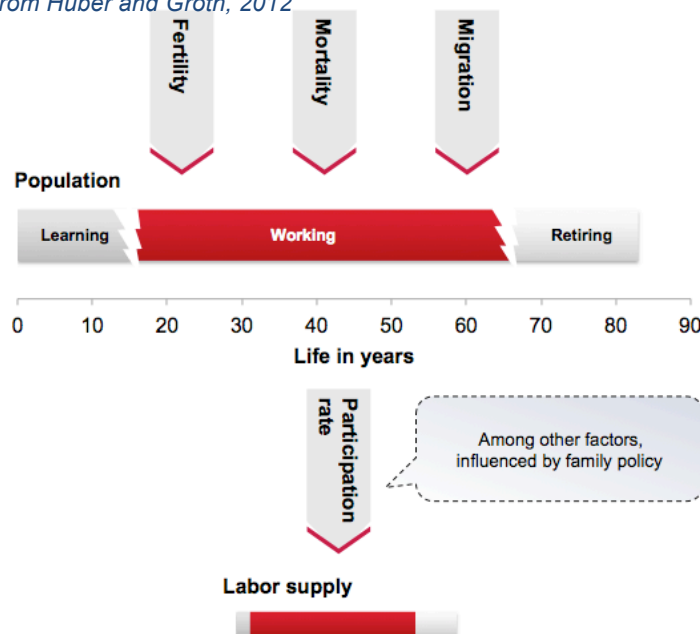 from Huber and Groth, 2012
Fertility
Mortality
Migration
Population
Learning
Working
Retiring
0 10 20 30 40 50 60 70 80 90
Life in years
Participation
rate
Among other factors,
influenced by family policy
Labor supply